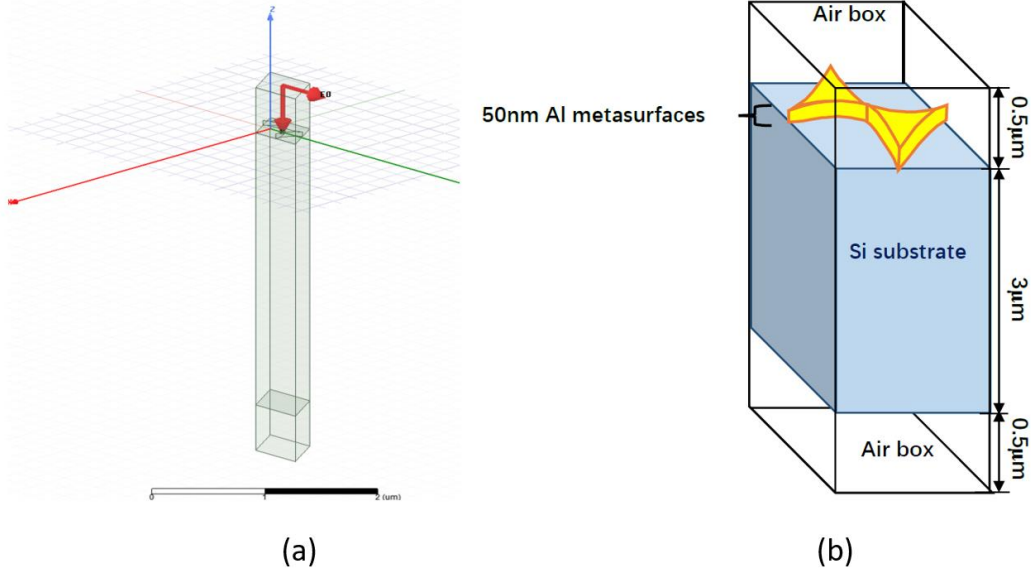 Z
0
1
2 (um)
(a)
Air box
50nm Al metasurfaces
0.5μm
Si substrate
3μm
Air box
0.5μm
(b)